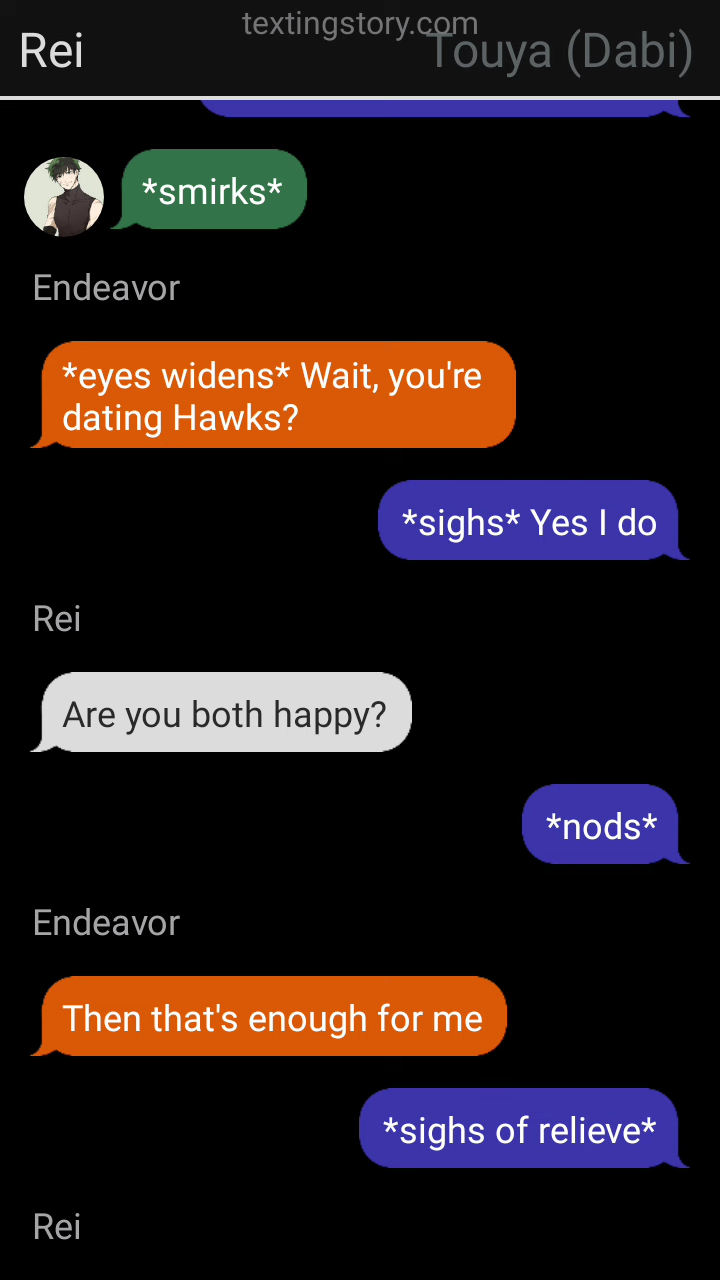 textingstory.com
Rei
Touya (Dabi)
*smirks*
Endeavor
*eyes widens* Wait, you're
dating Hawks?
*sighs* Yes I do
Rei
Are you both happy?
*nods*
Endeavor
Then that's enough for me
*sighs of relieve*
Rei